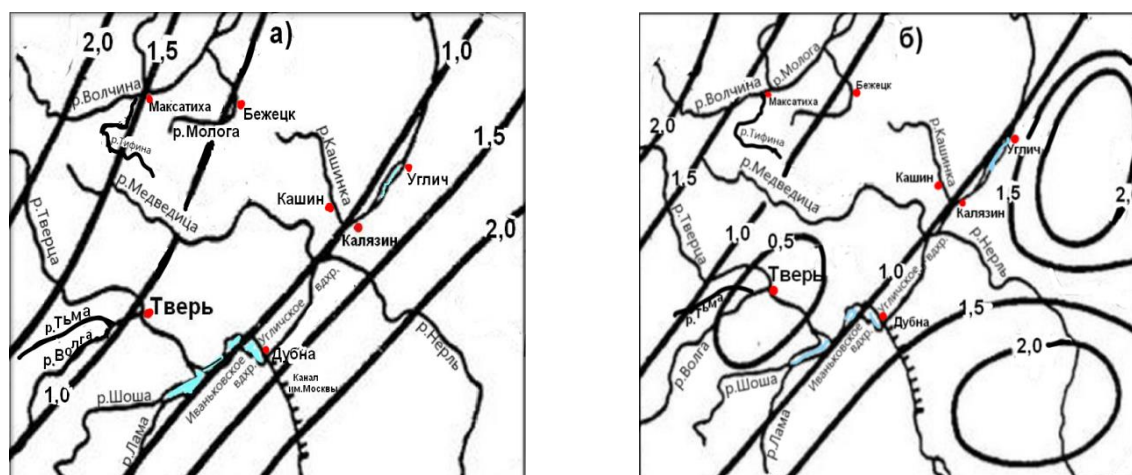 а)
2,0
1,5
1,0
р.Волчина
Максатиха
Бежецк
р.Молога
р.Тифина
1,5
р.Кашинка
Углич
р.Медведица
Кашин
р.Тверца
Калязин
2,0
Тверь
Угличское
вдхр.
р.Тьма
р.Волга
Дубна
р.Нерль
Иваньковское
вдхр.
Канал
им.Москвы
1,0
р.Шоша
р.Лама
б)
р.Волчина
р.Молога
Максатиха
Бежецк
2,0
р.Тифина
р.Кашинка
Углич
1,5
р.Медведица
Кашин
1,5
2,0
р.Тверца
Калязин
1,0
0,5
р.Нерль
Тверь
вдхр.
1,0
Угличское
р.Тьма
1,5
Дубна
р.Волга
Иваньковское
вдхр.
2,0
р.Шоша
р.Лама